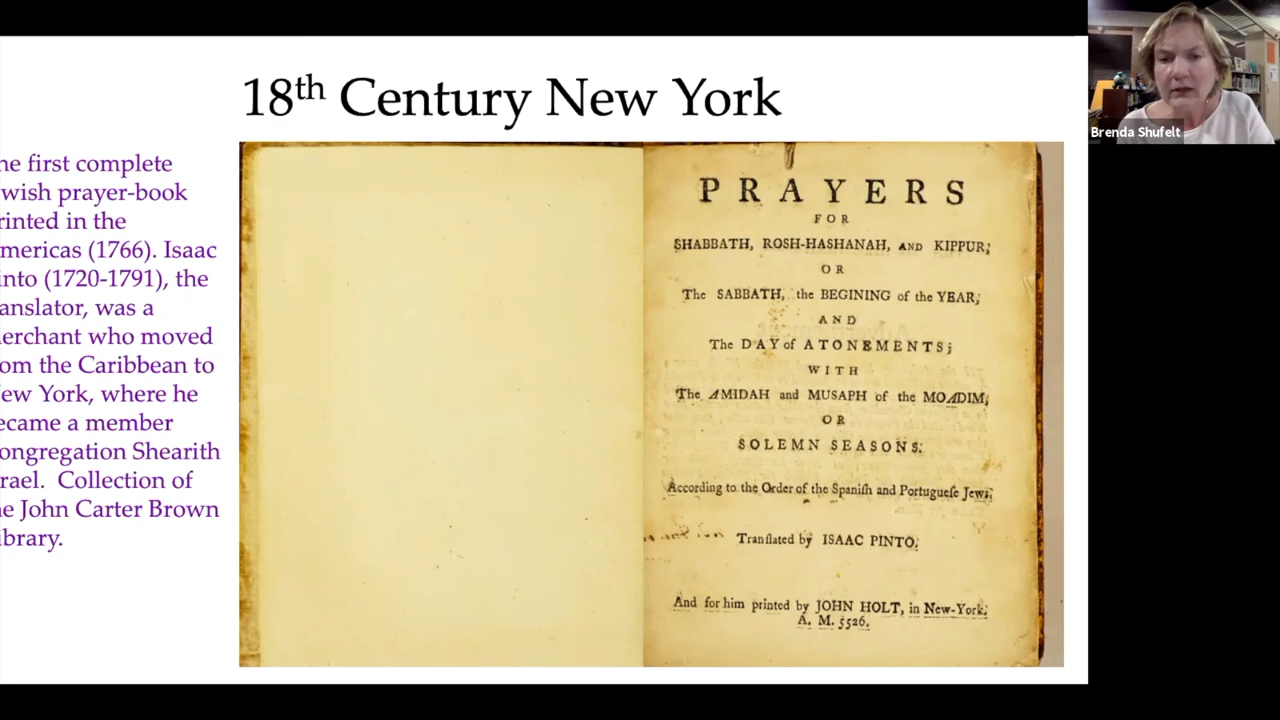 18th Century New York
he first complete
wish prayer-book
rinted in the
mericas (1766). Isaac
into (1720-1791), the
anslator, was a
erchant who moved
om the Caribbean to
ew York, where he
ecame a member
ongregation Shearith
rael. Collection of
he John Carter Brown
ibrary.
PRAYERS
FOR
SHABBATH, ROSH-HASHANAH, AND KIPPUR;
OR
The SABBATH, the BEGINING of the YEAR,
AND
The DAY of ATONEMENTS;
WITH
The AMIDAH and MUSAPH of the MOADIM,
OR
SOLEMN SEASONS.
According to the Order of the Spaniſh and Portugueſe Jews.
Tranſlated by ISAAC PINTO.
And for him printed by JOHN HOLT, in New-York,
A. M. 5526.
Brenda Shufelt